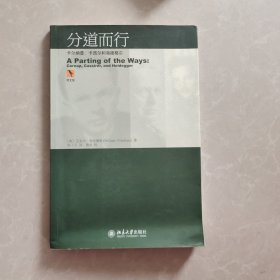 分道而行
卡尔纳普、卡西尔和海德格尔
A Parting of the Ways:
Carnap, Cassirer, and Heidegger
北京大学出版社